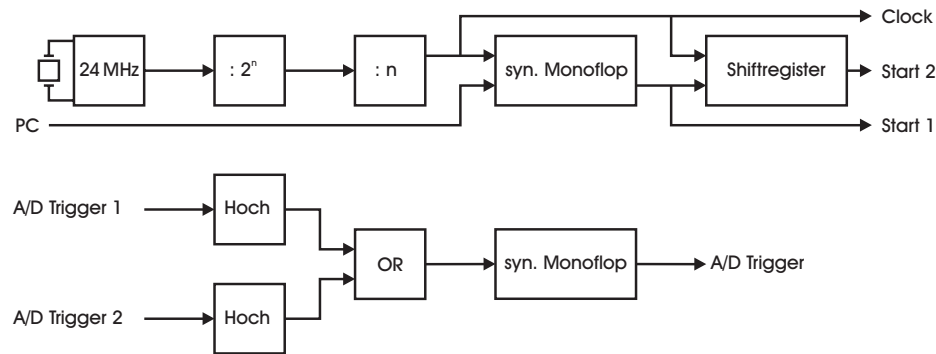 Clock
24 MHz
: 2ⁿ
: n
syn. Monoflop
Shiftregister
Start 2
PC
Start 1
A/D Trigger 1
Hoch
OR
syn. Monoflop
A/D Trigger
A/D Trigger 2
Hoch